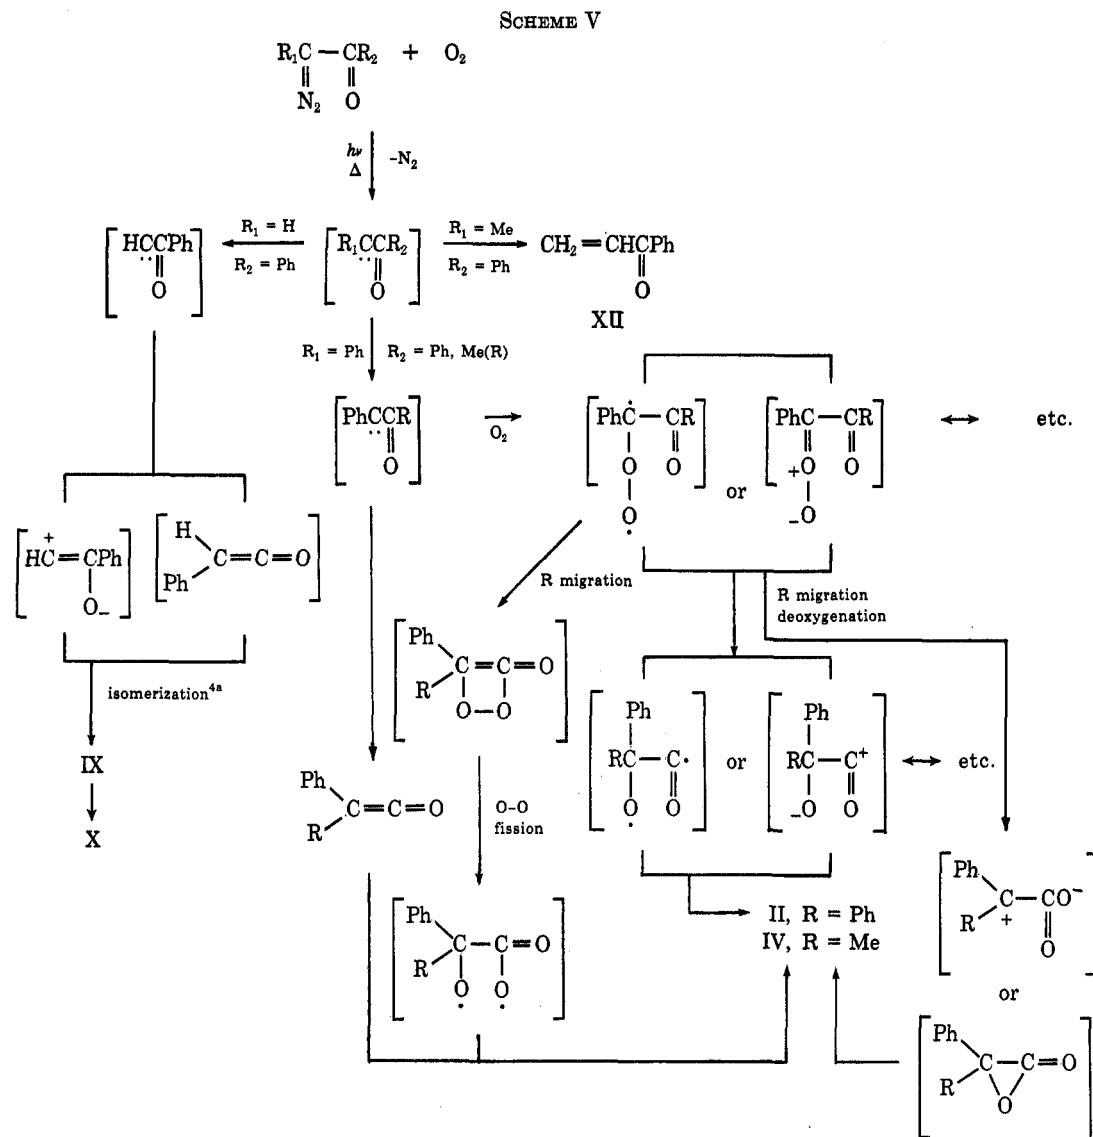 SCHEME V
R₁C — CR₂ + O₂
N₂ O
hν
Δ
-N₂
HCCPh
O
R₁ = H
R₂ = Ph
R₁CCR₂
O
R₁ = Me
R₂ = Ph
CH₂=CHCPh
O
XII
R₁ = Ph
R₂ = Ph, Me(R)
PhCCR
O
O₂
PhC — CR
O O
O
or
PhC — CR
+O O
-O
etc.
R migration
R migration
deoxygenation
HC+=CPh
O-
H
Ph
C=C=O
isomerization⁴ᵃ
IX
X
Ph
R
C=C=O
O-O
Ph
R
C=C=O
O-O
fission
Ph
RC — C·
O O
or
Ph
RC — C⁺
-O O
etc.
Ph
R
C — C=O
O O
II, R = Ph
IV, R = Me
Ph
R
C — CO⁻
+ O
or
Ph
R
C — C=O
O